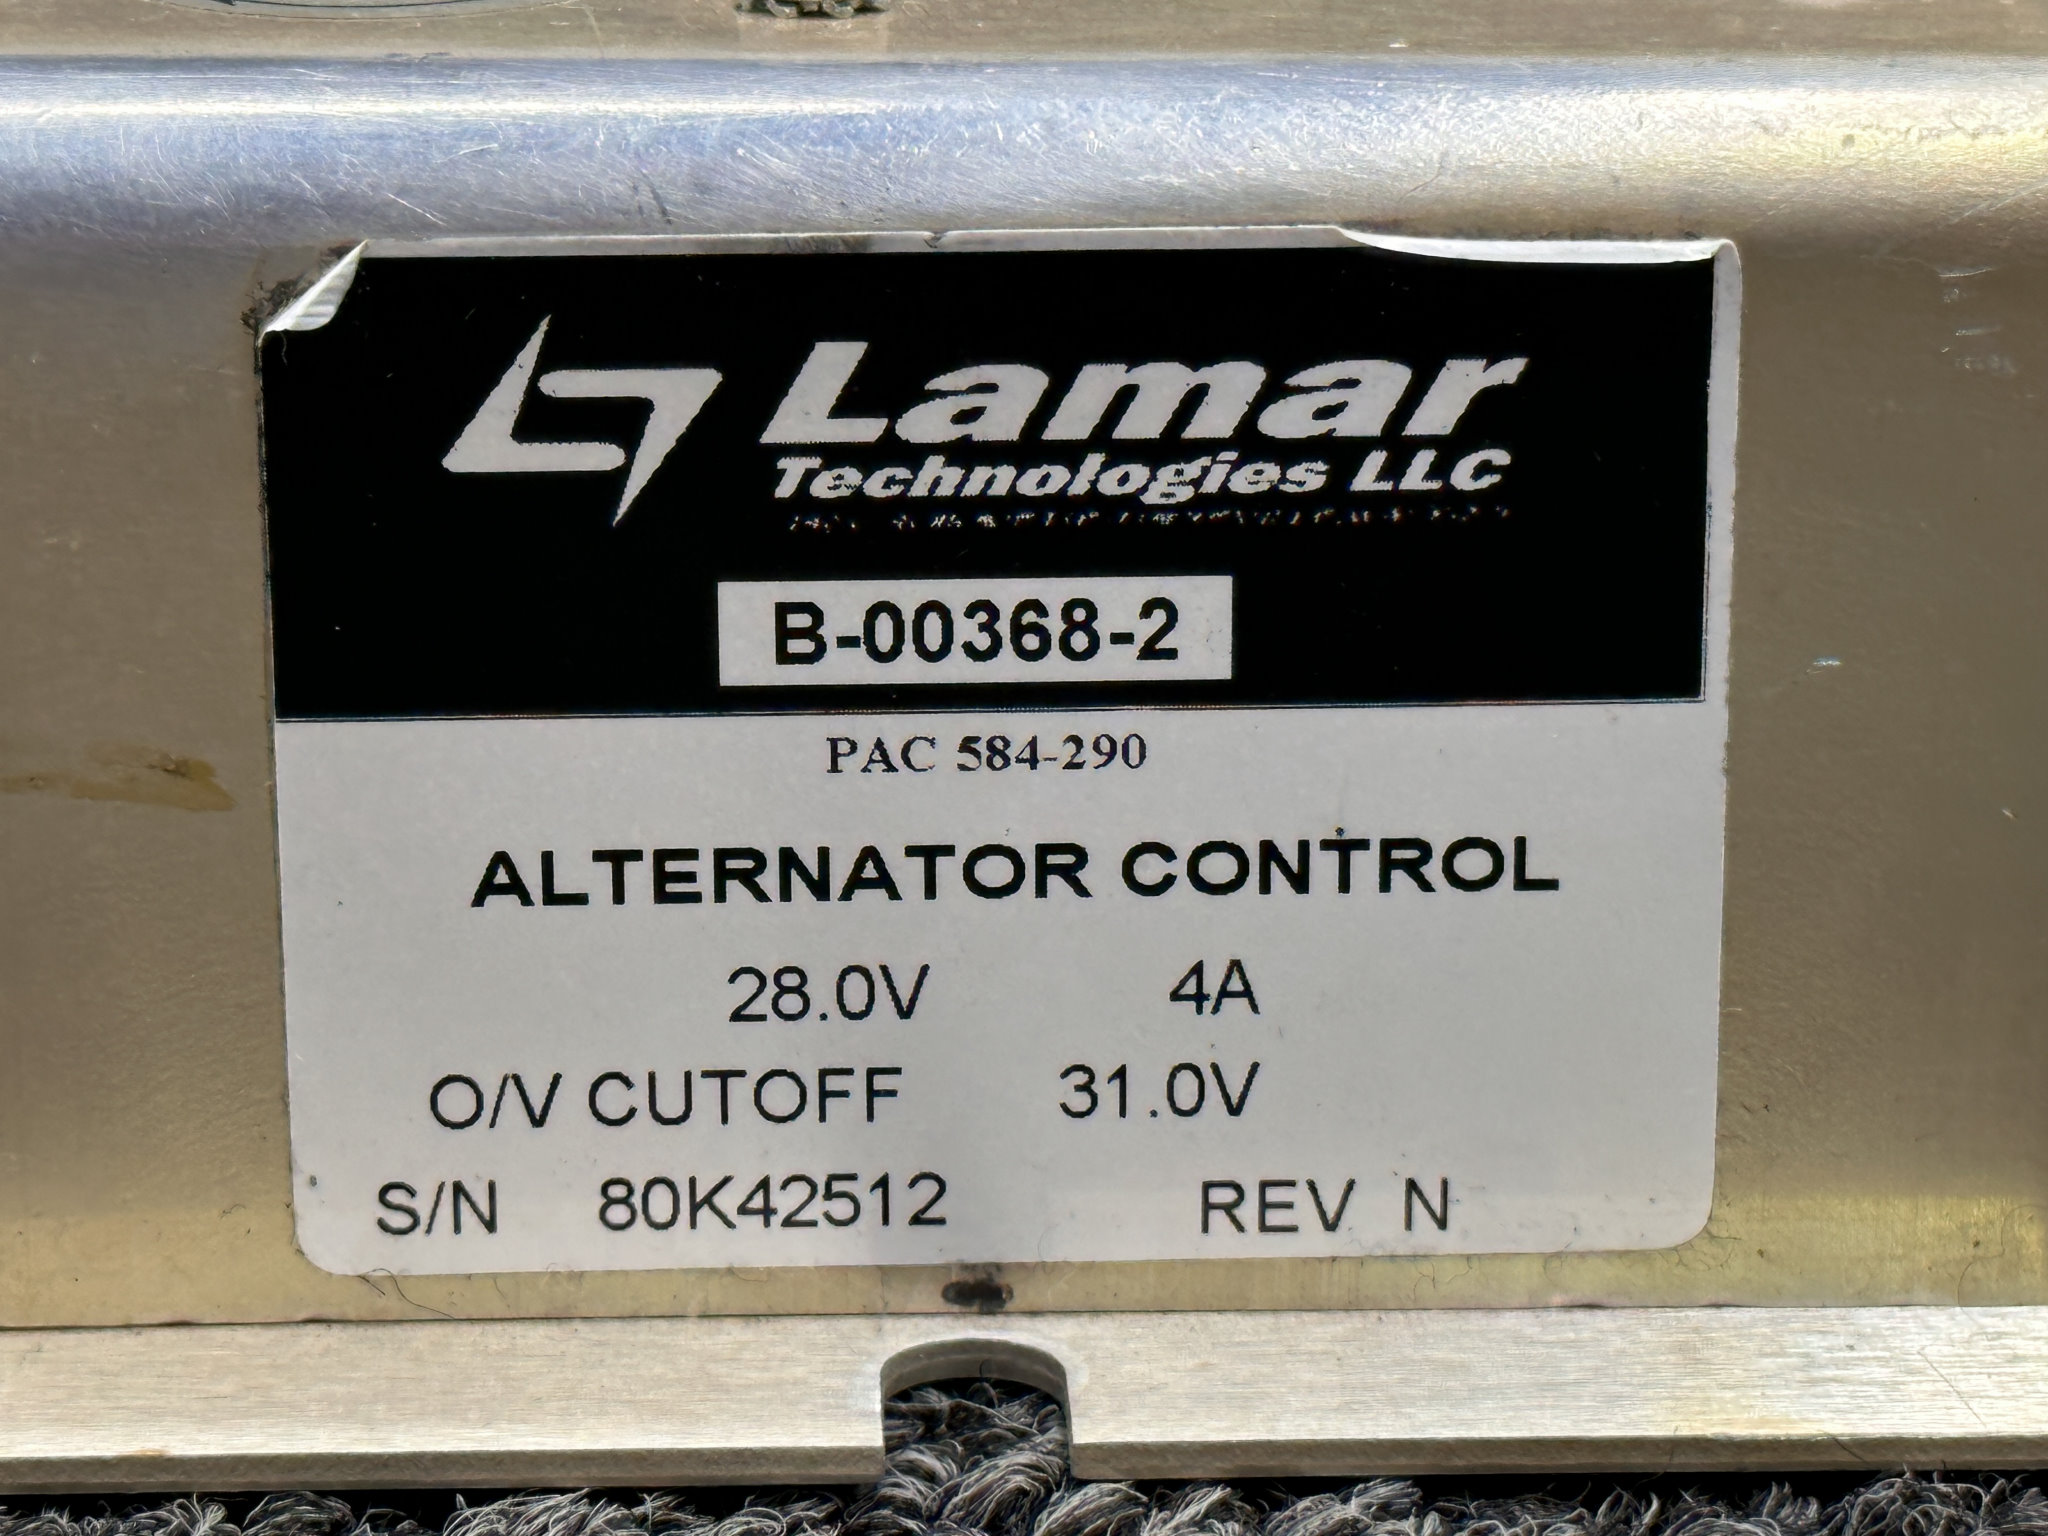 Lamar
Technologies LLC
B-00368-2
PAC 584-290
ALTERNATOR CONTROL
28.0V 4A
O/V CUTOFF 31.0V
S/N 80K42512 REV N